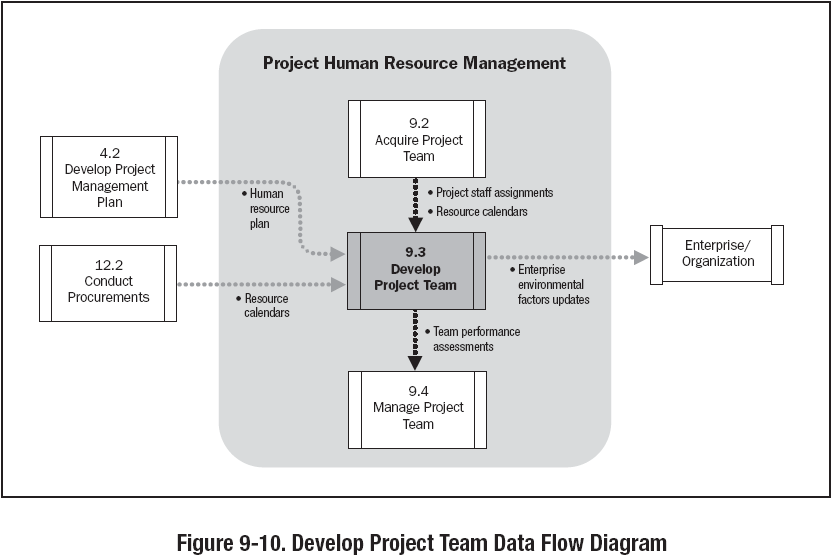 Project Human Resource Management
9.2
Acquire Project
Team
4.2
Develop Project
Management
Plan
• Human
resource
plan
• Project staff assignments
• Resource calendars
12.2
Conduct
Procurements
• Resource
calendars
9.3
Develop
Project Team
• Enterprise
environmental
factors updates
Enterprise/
Organization
• Team performance
assessments
9.4
Manage Project
Team
Figure 9-10. Develop Project Team Data Flow Diagram